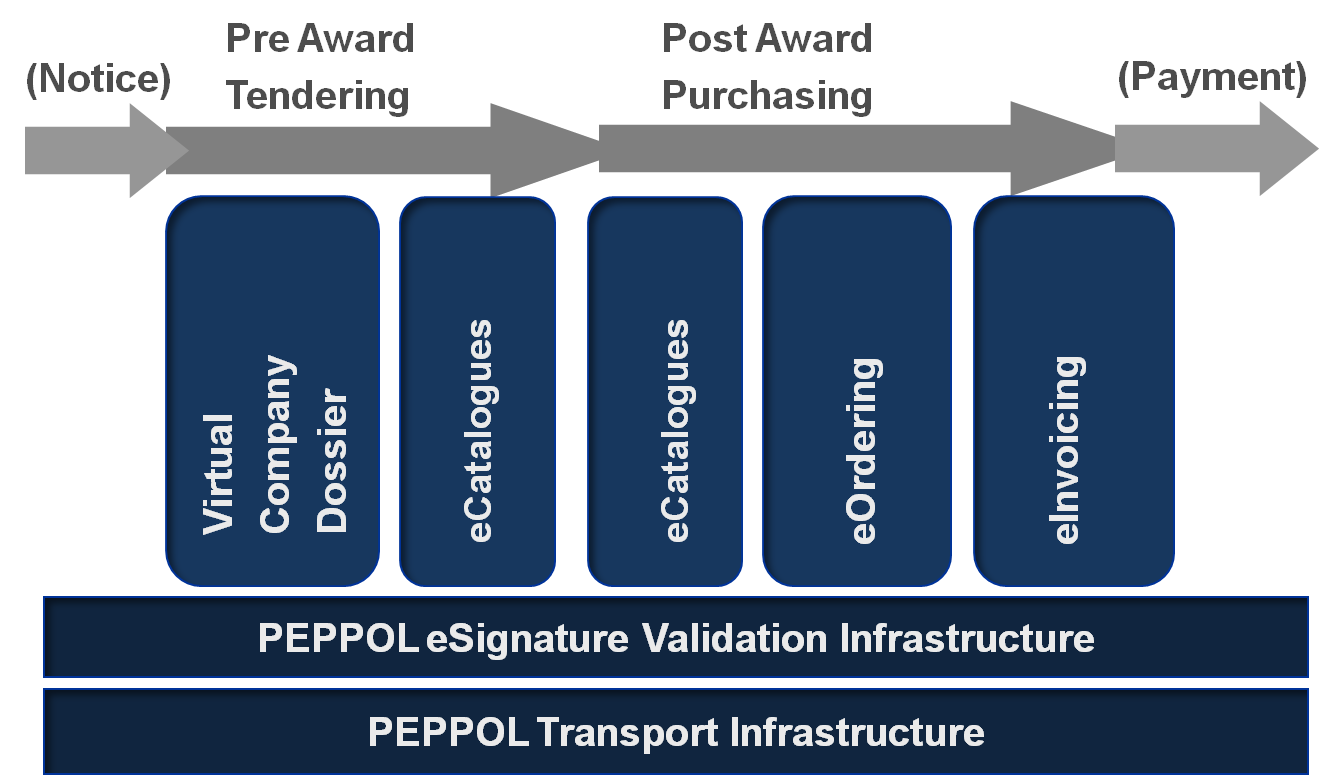 (Notice)
Pre Award
Tendering
Post Award
Purchasing
(Payment)
Virtual
Company
Dossier
eCatalogues
eCatalogues
eOrdering
eInvoicing
PEPPOL eSignature Validation Infrastructure
PEPPOL Transport Infrastructure